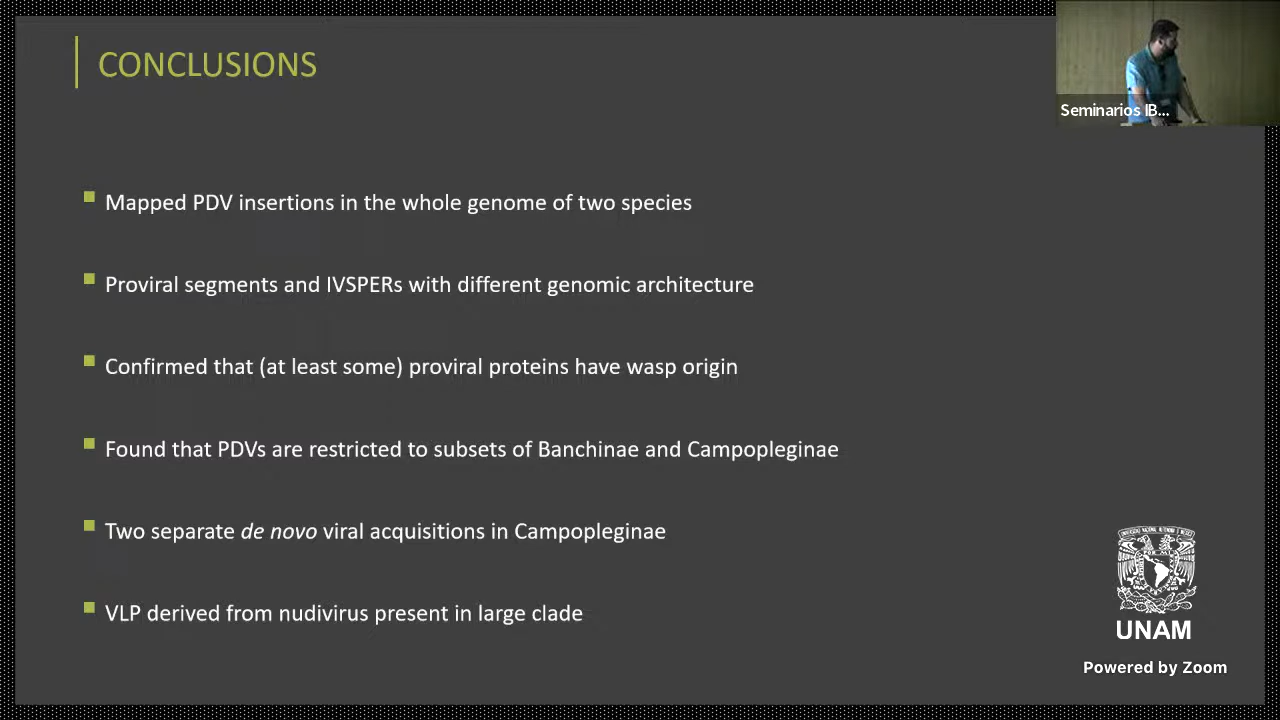 CONCLUSIONS
Seminarios IB...
Mapped PDV insertions in the whole genome of two species
Proviral segments and IVSPERs with different genomic architecture
Confirmed that (at least some) proviral proteins have wasp origin
Found that PDVs are restricted to subsets of Banchinae and Campopleginae
Two separate de novo viral acquisitions in Campopleginae
VLP derived from nudivirus present in large clade
UNAM
Powered by Zoom